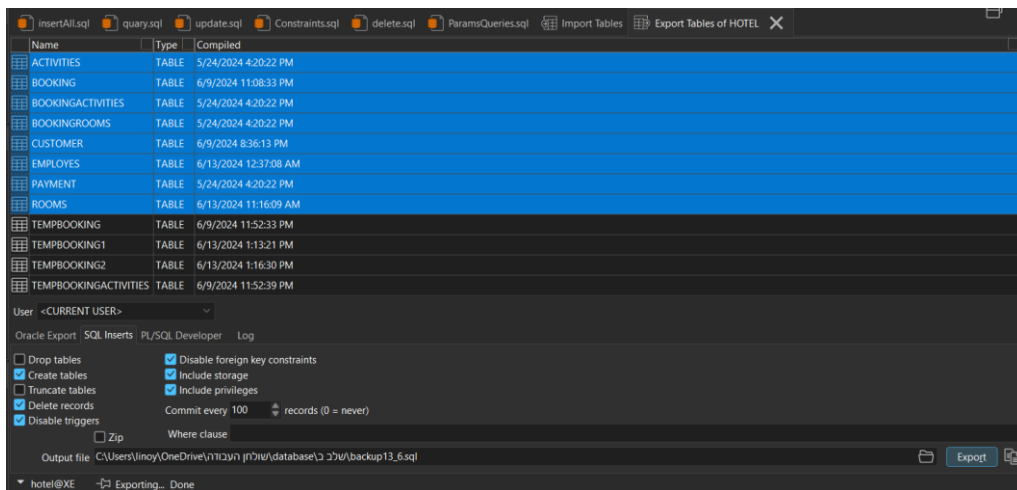 insertAll.sql quary.sql update.sql Constraints.sql delete.sql ParamsQueries.sql Import Tables Export Tables of HOTEL
Name Type Compiled
ACTIVITIES TABLE 5/24/2024 4:20:22 PM
BOOKING TABLE 6/9/2024 11:08:33 PM
BOOKINGACTIVITIES TABLE 5/24/2024 4:20:22 PM
BOOKINGROOMS TABLE 5/24/2024 4:20:22 PM
CUSTOMER TABLE 6/9/2024 8:36:13 PM
EMPLOYES TABLE 6/13/2024 12:37:08 AM
PAYMENT TABLE 5/24/2024 4:20:22 PM
ROOMS TABLE 6/13/2024 11:16:09 AM
TEMPBOOKING TABLE 6/9/2024 11:52:33 PM
TEMPBOOKING1 TABLE 6/13/2024 1:13:21 PM
TEMPBOOKING2 TABLE 6/13/2024 1:16:30 PM
TEMPBOOKINGACTIVITIES TABLE 6/9/2024 11:52:39 PM
User <CURRENT USER>
Oracle Export SQL Inserts PL/SQL Developer Log
Drop tables Disable foreign key constraints
Create tables Include storage
Truncate tables Include privileges
Delete records Commit every 100 records (0 = never)
Disable triggers
Zip Where clause
Output file C:\Users\linoy\OneDrive\שולחן העבודה\database\שלב ב\backup13_6.sql Export
hotel@XE Exporting... Done